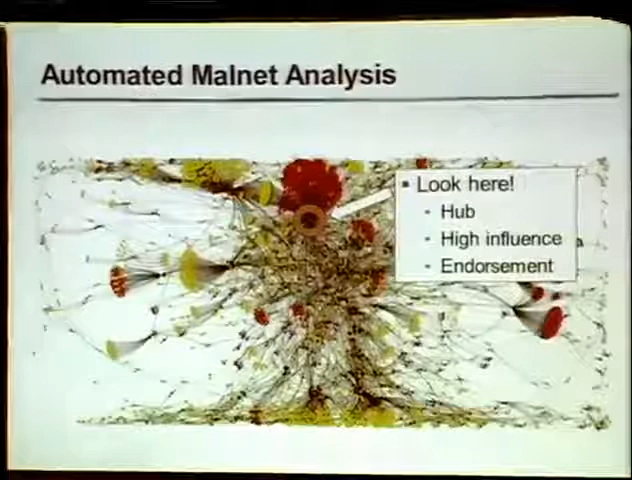 Automated Malnet Analysis
▪ Look here!
- Hub
- High influence
- Endorsement